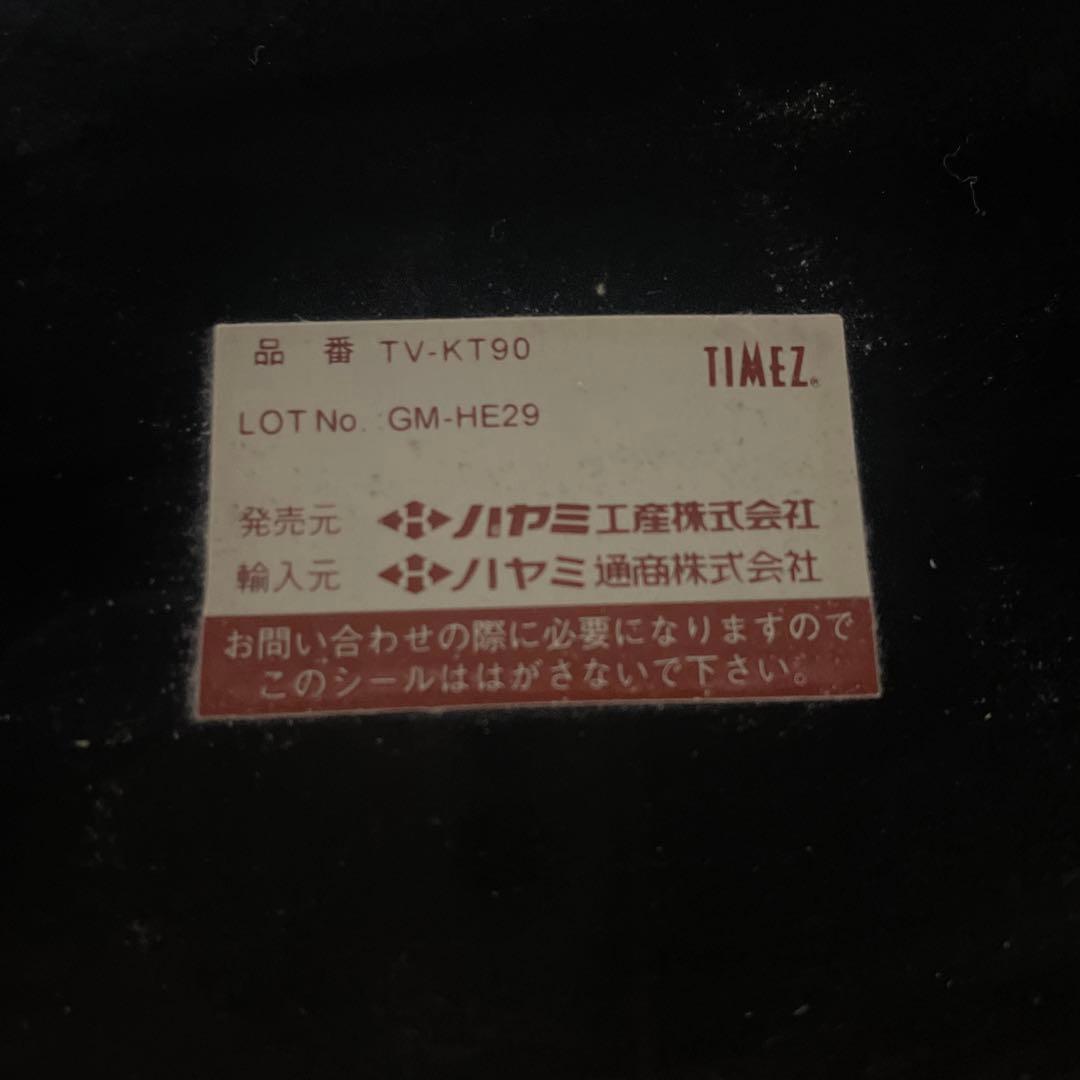 品 番 TV-KT90
TIMEZ®
LOT No. GM-HE29
発売元 ハヤミ工産株式会社
輸入元 ハヤミ通商株式会社
お問い合わせの際に必要になりますので
このシールははがさないで下さい。